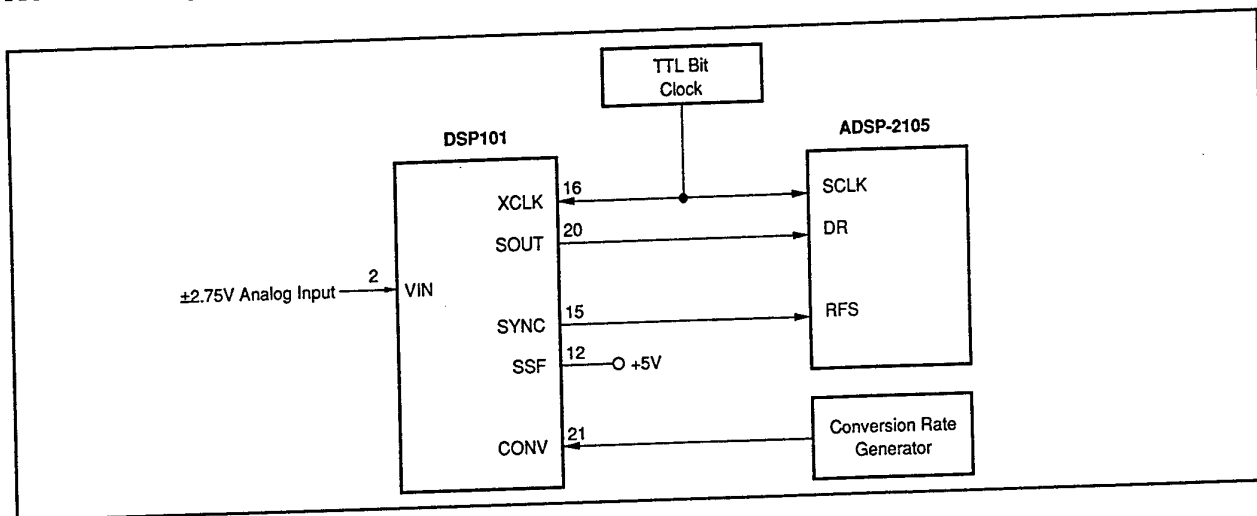 TTL Bit
Clock
DSP101
ADSP-2105
XCLK
16
SCLK
SOUT
20
DR
±2.75V Analog Input
2
VIN
SYNC
15
RFS
SSF
12
+5V
CONV
21
Conversion Rate
Generator